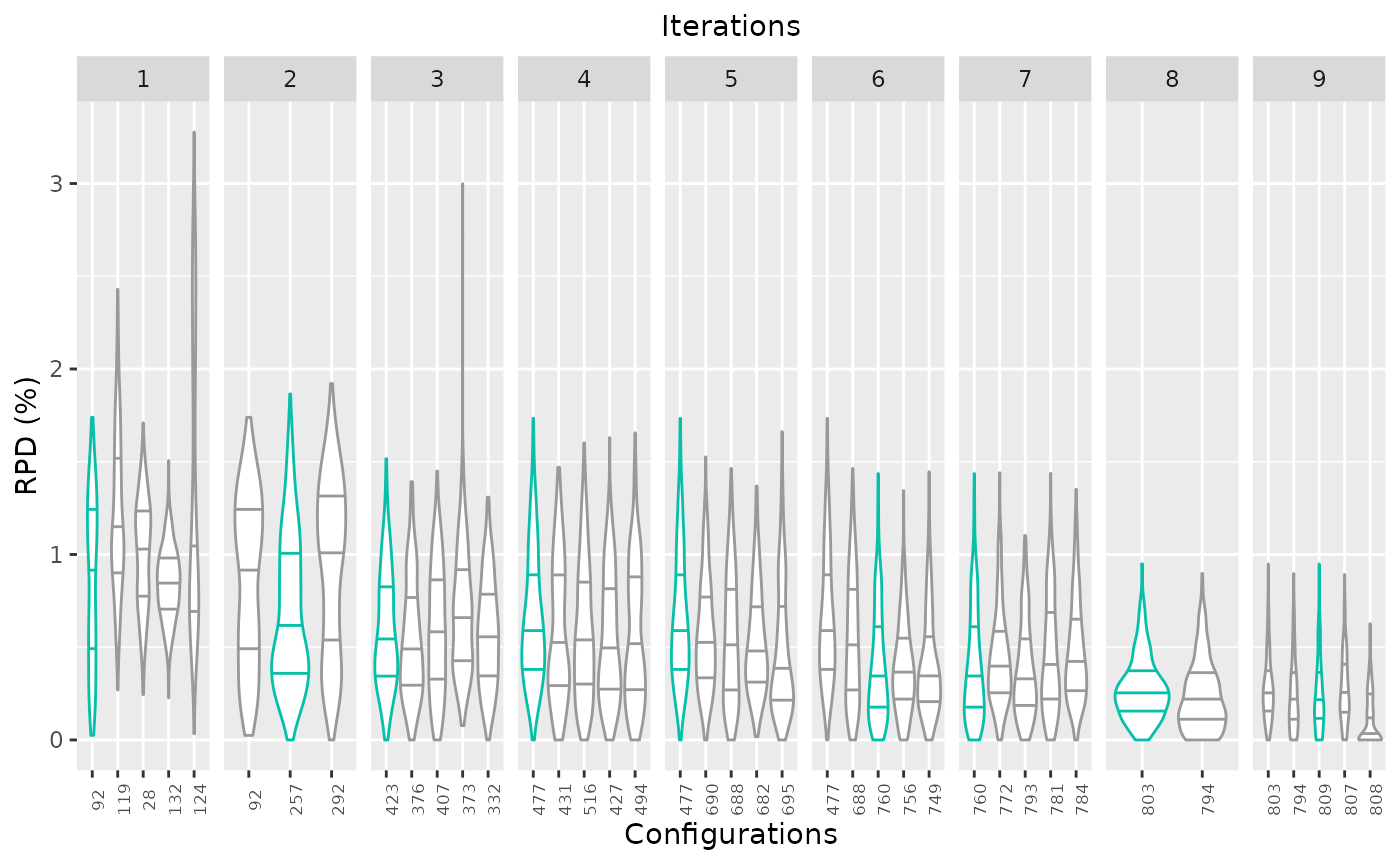 Iterations
1 2 3 4 5 6 7 8 9
RPD (%)
3
2
1
0
92 119 28 132 124 92 257 292 423 376 407 373 332 477 431 516 427 494 477 690 688 682 695 477 688 760 756 749 760 772 793 781 784 803 794 803 794 809 807 808
Configurations